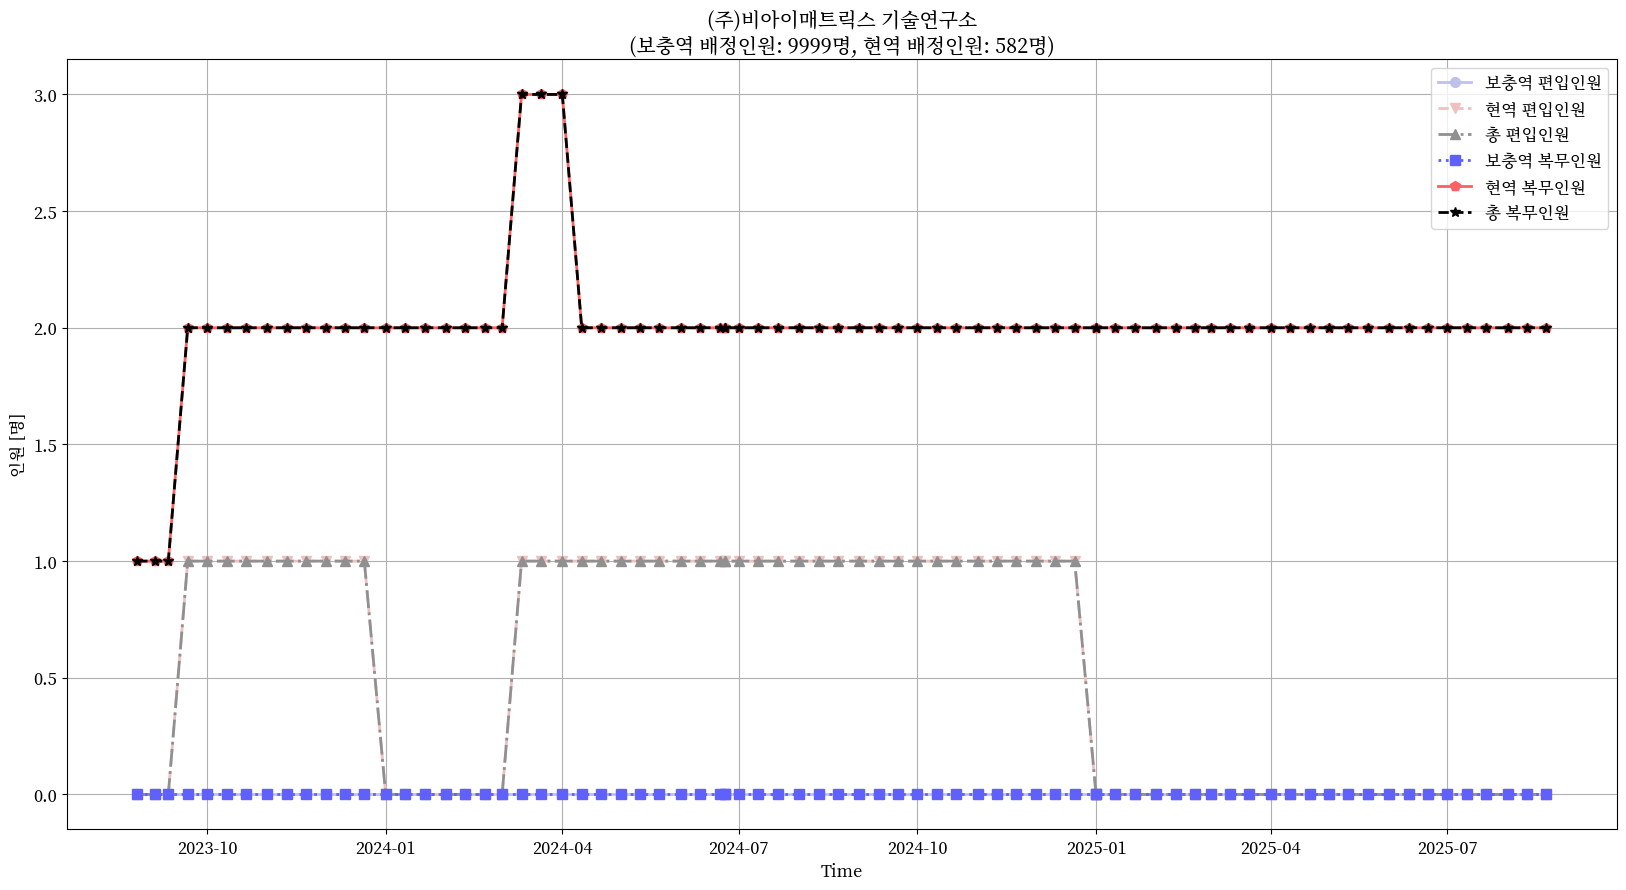 (주)비아이매트릭스 기술연구소
(보충역 배정인원: 9999명, 현역 배정인원: 582명)
보충역 편입인원
현역 편입인원
총 편입인원
보충역 복무인원
현역 복무인원
총 복무인원
3.0
2.5
2.0
1.5
1.0
0.5
0.0
인원 [명]
2023-10
2024-01
2024-04
2024-07
2024-10
2025-01
2025-04
2025-07
Time